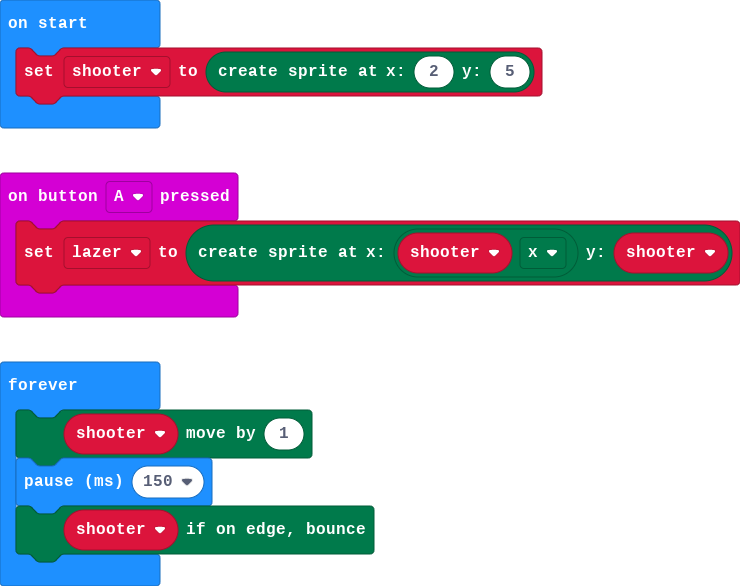 on start
set shooter to create sprite at x: 2 y: 5
on button A pressed
set lazer to create sprite at x: shooter x y: shooter
forever
shooter move by 1
pause (ms) 150
shooter if on edge, bounce